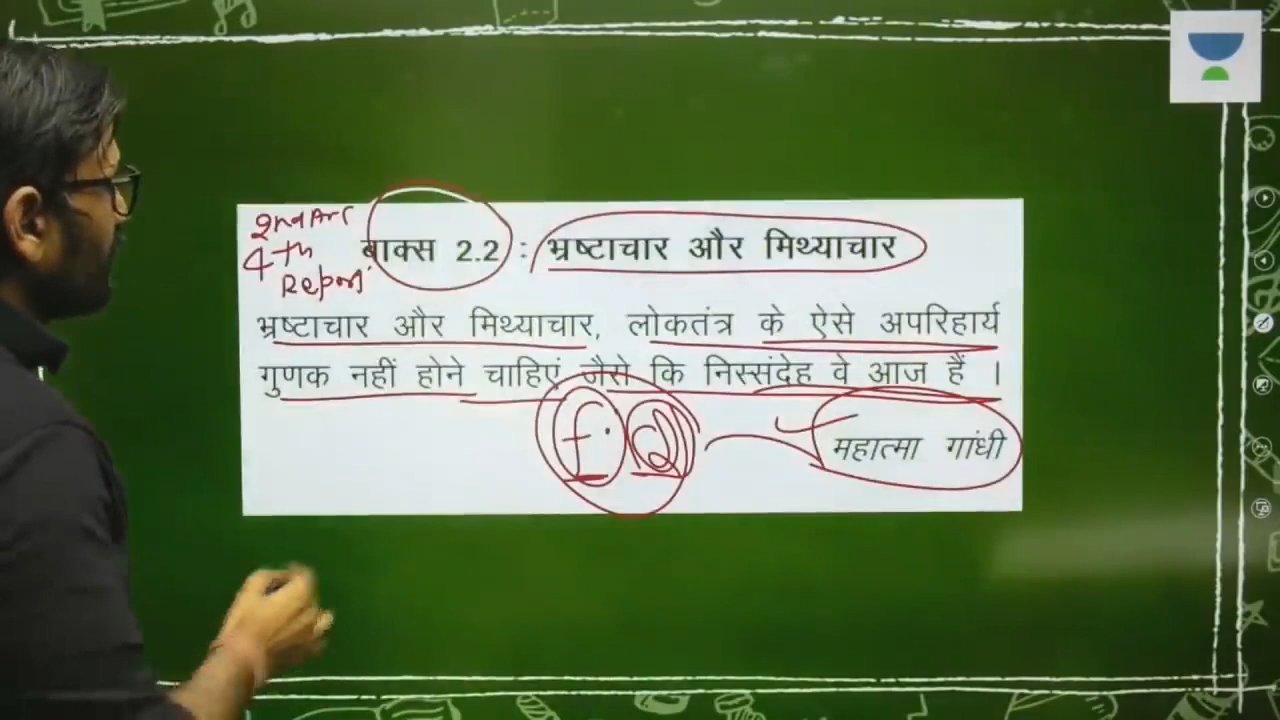 2nd Arc
4th
Report
बाक्स 2.2 : भ्रष्टाचार और मिथ्याचार
भ्रष्टाचार और मिथ्याचार, लोकतंत्र के ऐसे अपरिहार्य
गुणक नहीं होने चाहिएं जैसे कि निस्संदेह वे आज हैं ।
f. d
महात्मा गांधी